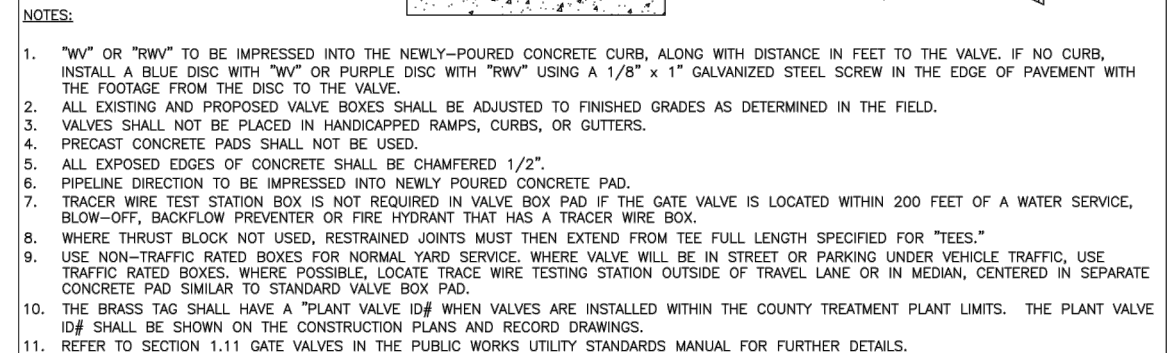 NOTES:
1. "WV" OR "RWV" TO BE IMPRESSED INTO THE NEWLY-POURED CONCRETE CURB, ALONG WITH DISTANCE IN FEET TO THE VALVE. IF NO CURB,
INSTALL A BLUE DISC WITH "WV" OR PURPLE DISC WITH "RWV" USING A 1/8" x 1" GALVANIZED STEEL SCREW IN THE EDGE OF PAVEMENT WITH
THE FOOTAGE FROM THE DISC TO THE VALVE.
2. ALL EXISTING AND PROPOSED VALVE BOXES SHALL BE ADJUSTED TO FINISHED GRADES AS DETERMINED IN THE FIELD.
3. VALVES SHALL NOT BE PLACED IN HANDICAPPED RAMPS, CURBS, OR GUTTERS.
4. PRECAST CONCRETE PADS SHALL NOT BE USED.
5. ALL EXPOSED EDGES OF CONCRETE SHALL BE CHAMFERED 1/2".
6. PIPELINE DIRECTION TO BE IMPRESSED INTO NEWLY POURED CONCRETE PAD.
7. TRACER WIRE TEST STATION BOX IS NOT REQUIRED IN VALVE BOX PAD IF THE GATE VALVE IS LOCATED WITHIN 200 FEET OF A WATER SERVICE,
BLOW-OFF, BACKFLOW PREVENTER OR FIRE HYDRANT THAT HAS A TRACER WIRE BOX.
8. WHERE THRUST BLOCK NOT USED, RESTRAINED JOINTS MUST THEN EXTEND FROM TEE FULL LENGTH SPECIFIED FOR "TEES."
9. USE NON-TRAFFIC RATED BOXES FOR NORMAL YARD SERVICE. WHERE VALVE WILL BE IN STREET OR PARKING UNDER VEHICLE TRAFFIC, USE
TRAFFIC RATED BOXES. WHERE POSSIBLE, LOCATE TRACE WIRE TESTING STATION OUTSIDE OF TRAVEL LANE OR IN MEDIAN, CENTERED IN SEPARATE
CONCRETE PAD SIMILAR TO STANDARD VALVE BOX PAD.
10. THE BRASS TAG SHALL HAVE A "PLANT VALVE ID# WHEN VALVES ARE INSTALLED WITHIN THE COUNTY TREATMENT PLANT LIMITS. THE PLANT VALVE
ID# SHALL BE SHOWN ON THE CONSTRUCTION PLANS AND RECORD DRAWINGS.
11. REFER TO SECTION 1.11 GATE VALVES IN THE PUBLIC WORKS UTILITY STANDARDS MANUAL FOR FURTHER DETAILS.